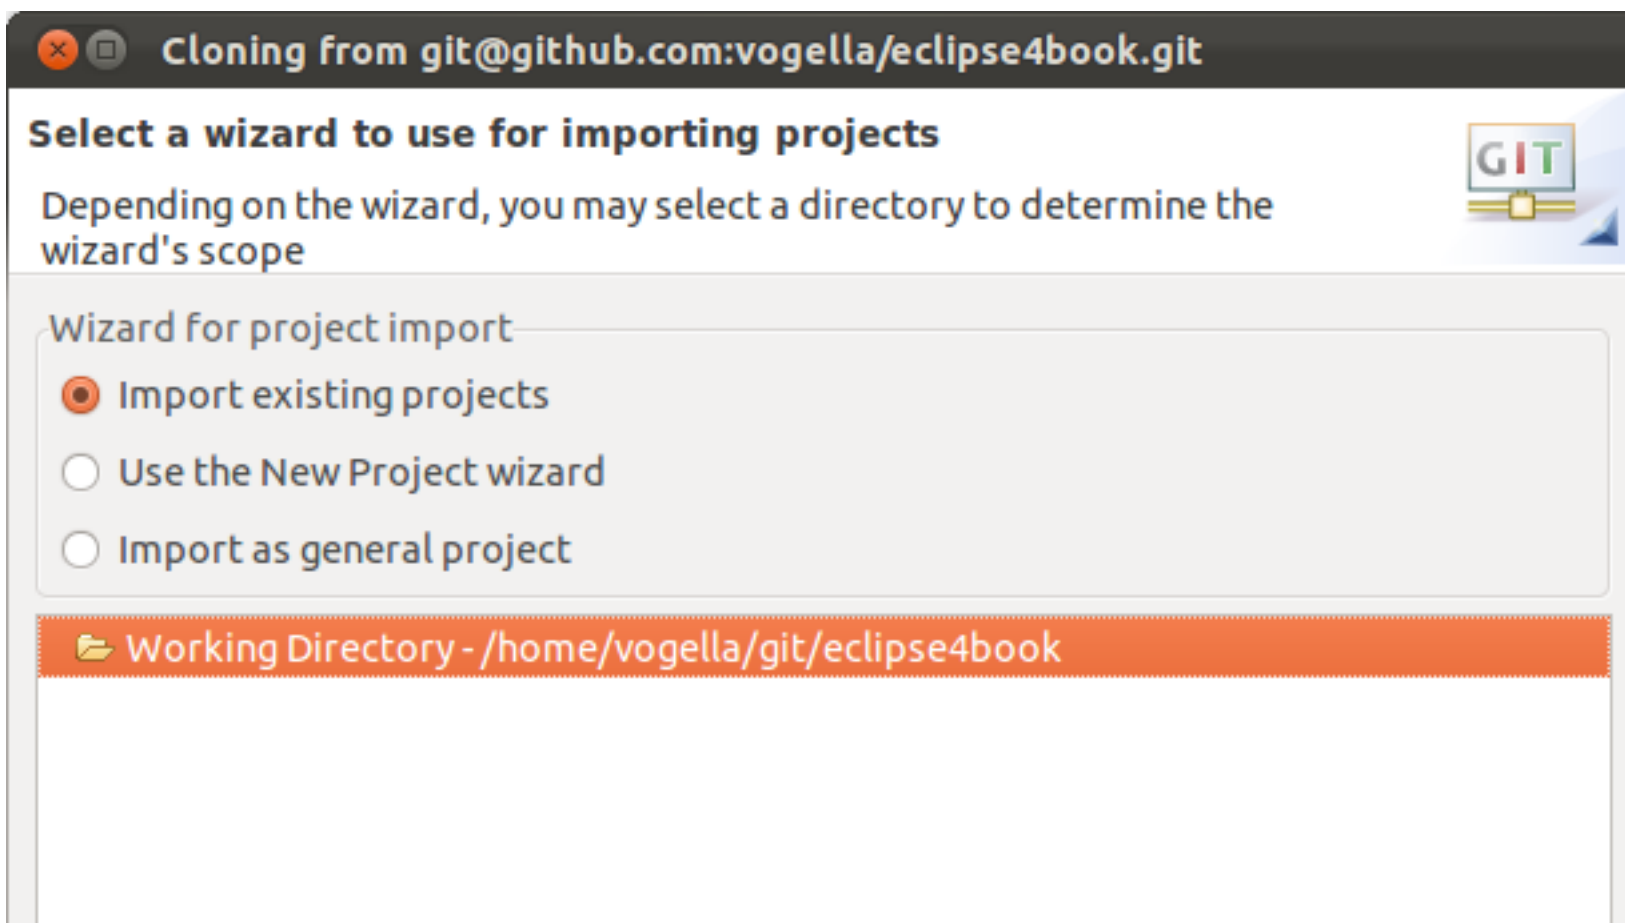 Cloning from git@github.com:vogella/eclipse4book.git
Select a wizard to use for importing projects
GIT
Depending on the wizard, you may select a directory to determine the
wizard's scope
Wizard for project import
Import existing projects
Use the New Project wizard
Import as general project
Working Directory - /home/vogella/git/eclipse4book